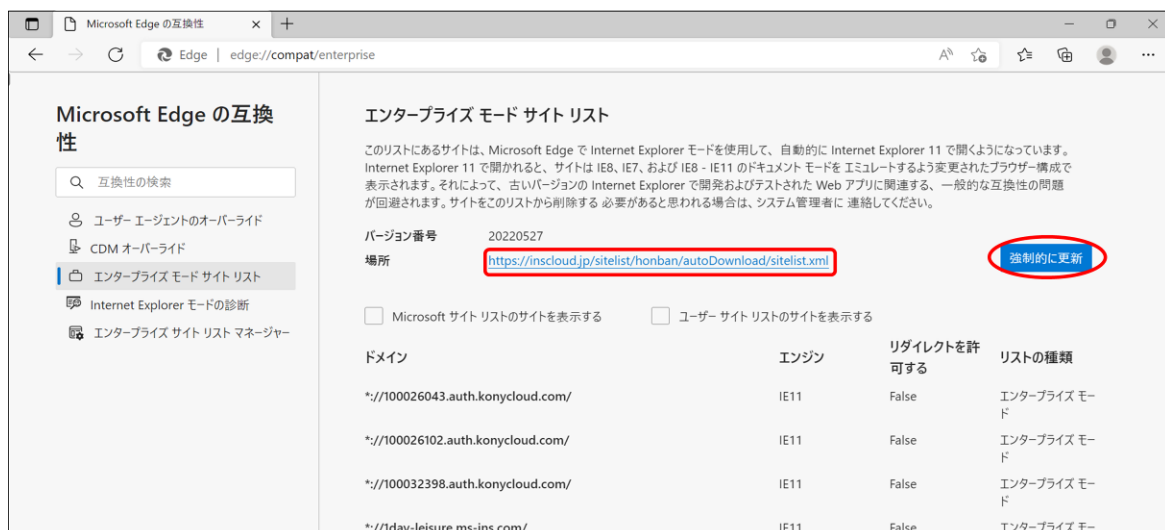 Microsoft Edge の互換性
Edge | edge://compat/enterprise
Microsoft Edge の互換
性
互換性の検索
ユーザー エージェントのオーバーライド
CDM オーバーライド
エンタープライズ モード サイト リスト
Internet Explorer モードの診断
エンタープライズ サイト リスト マネージャー
エンタープライズ モード サイト リスト
このリストにあるサイトは、Microsoft Edge で Internet Explorer モードを使用して、自動的に Internet Explorer 11 で開くようになっています。
Internet Explorer 11 で開かれると、サイトは IE8、IE7、および IE8 - IE11 のドキュメント モードを エミュレートするよう変更されたブラウザー構成で
表示されます。それによって、古いバージョンの Internet Explorer で開発およびテストされた Web アプリに関連する、一般的な互換性の問題
が回避されます。サイトをこのリストから削除する 必要があると思われる場合は、システム管理者に 連絡してください。
バージョン番号 20220527
場所 https://inscloud.jp/sitelist/honban/autoDownload/sitelist.xml
強制的に更新
Microsoft サイト リストのサイトを表示する ユーザー サイト リストのサイトを表示する
ドメイン エンジン リダイレクトを許 リストの種類
可する
*://100026043.auth.konycloud.com/ IE11 False エンタープライズ モー
ド
*://100026102.auth.konycloud.com/ IE11 False エンタープライズ モー
ド
*://100032398.auth.konycloud.com/ IE11 False エンタープライズ モー
ド
*://1day-leisure.ms-ins.com/ IE11 False エンタープライズ モー